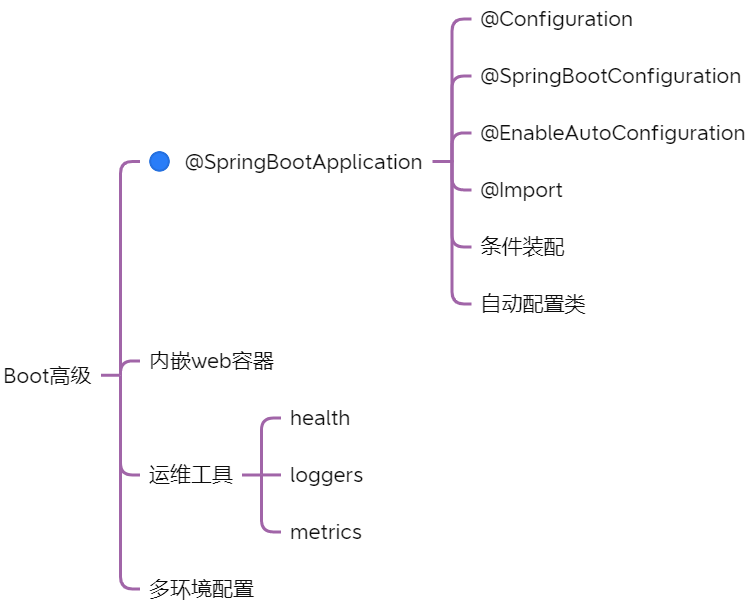 @Configuration
@SpringBootConfiguration
@EnableAutoConfiguration
@SpringBootApplication
@Import
条件装配
自动配置类
内嵌web容器
Boot高级
health
运维工具
loggers
metrics
多环境配置